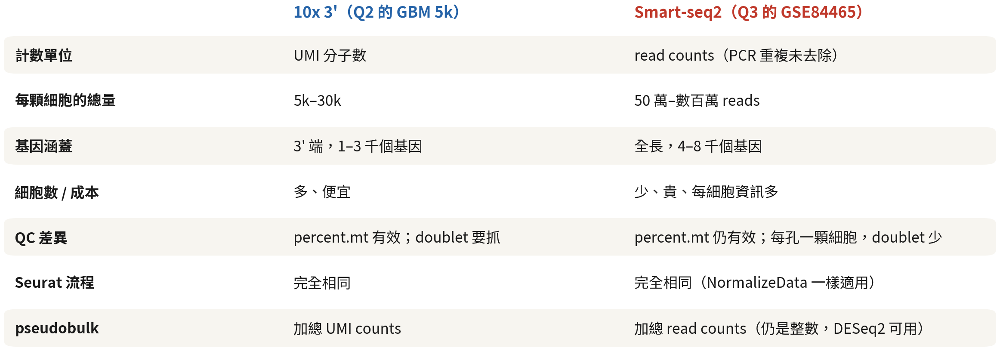 10x 3'（Q2 的 GBM 5k） Smart-seq2（Q3 的 GSE84465）
計數單位 UMI 分子數 read counts（PCR 重複未去除）
每顆細胞的總量 5k–30k 50 萬–數百萬 reads
基因涵蓋 3' 端，1–3 千個基因 全長，4–8 千個基因
細胞數 / 成本 多、便宜 少、貴、每細胞資訊多
QC 差異 percent.mt 有效；doublet 要抓 percent.mt 仍有效；每孔一顆細胞，doublet 少
Seurat 流程 完全相同 完全相同（NormalizeData 一樣適用）
pseudobulk 加總 UMI counts 加總 read counts（仍是整數，DESeq2 可用）